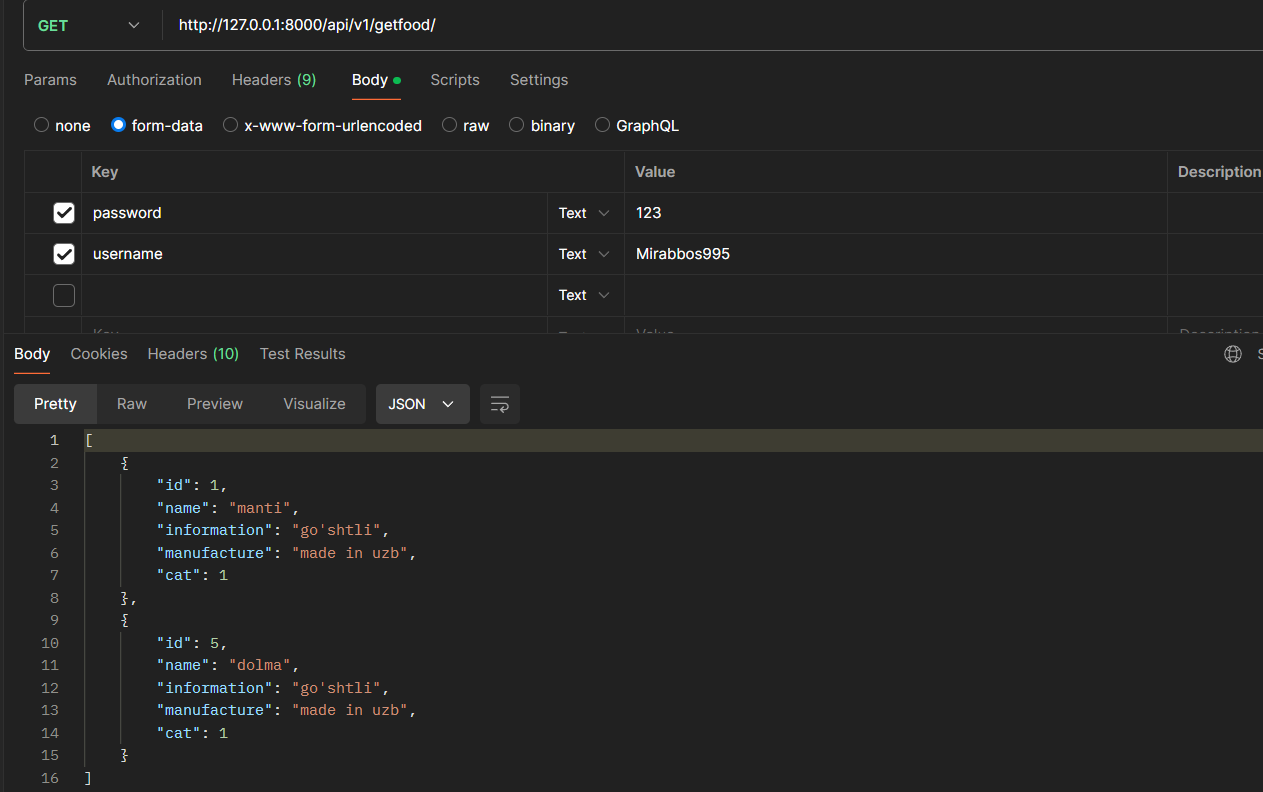 GET http://127.0.0.1:8000/api/v1/getfood/
Params Authorization Headers (9) Body Scripts Settings
none form-data x-www-form-urlencoded raw binary GraphQL
Key Value Description
password Text 123
username Text Mirabbos995
Text
Body Cookies Headers (10) Test Results
Pretty Raw Preview Visualize JSON
1 [
2 {
3 "id": 1,
4 "name": "manti",
5 "information": "go'shtli",
6 "manufacture": "made in uzb",
7 "cat": 1
8 },
9 {
10 "id": 5,
11 "name": "dolma",
12 "information": "go'shtli",
13 "manufacture": "made in uzb",
14 "cat": 1
15 }
16 ]